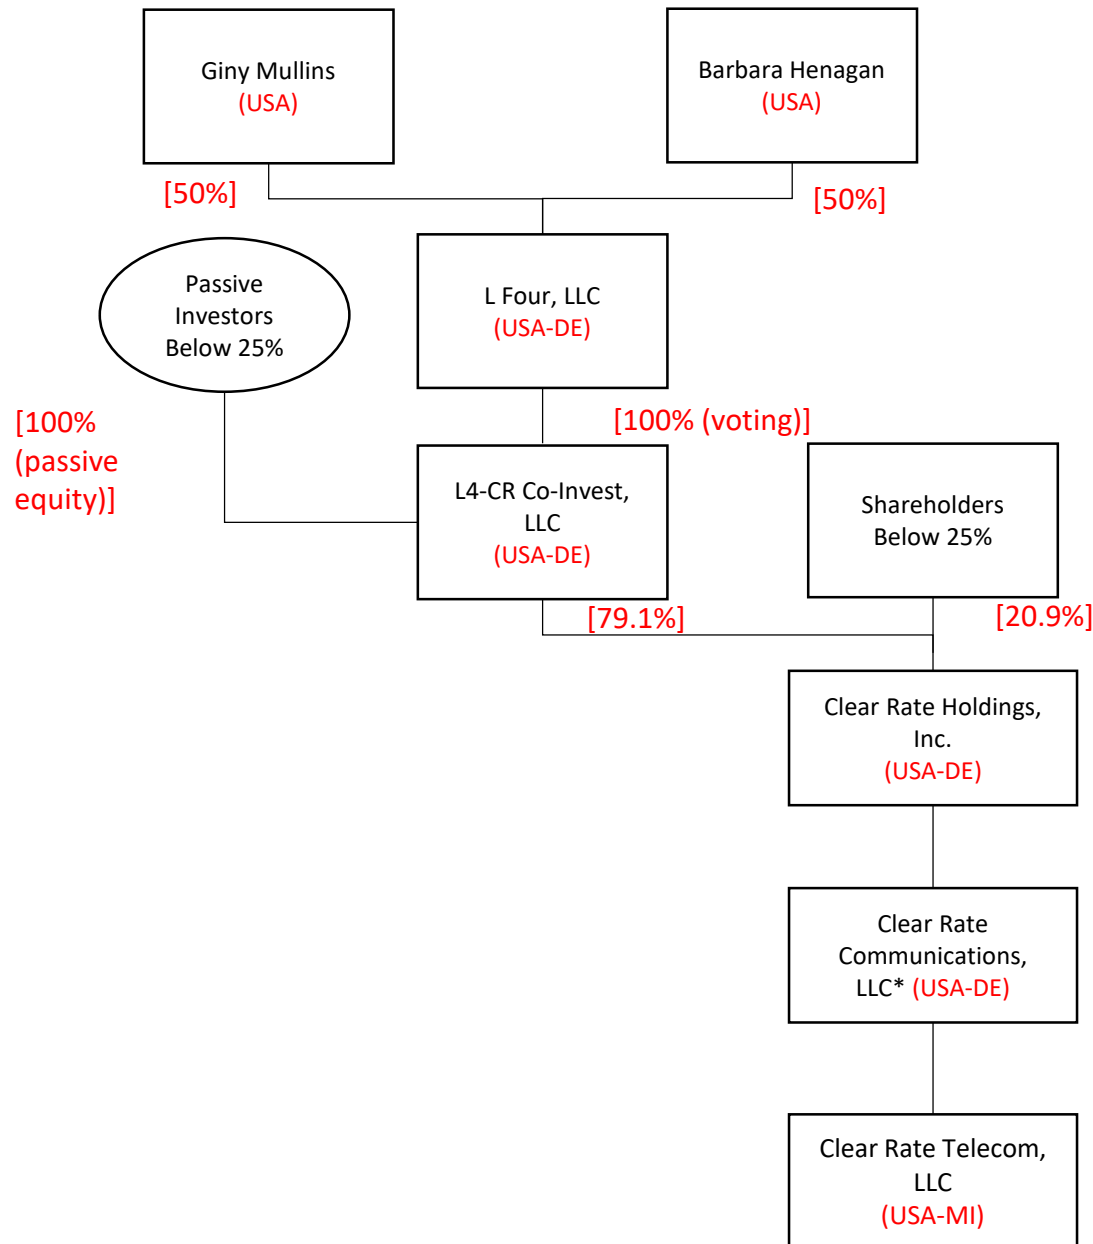 Giny Mullins
(USA)
Barbara Henagan
(USA)
[50%]
[50%]
Passive
Investors
Below 25%
L Four, LLC
(USA-DE)
[100%
(passive
equity)]
[100% (voting)]
L4-CR Co-Invest,
LLC
(USA-DE)
Shareholders
Below 25%
[79.1%]
[20.9%]
Clear Rate Holdings,
Inc.
(USA-DE)
Clear Rate
Communications,
LLC* (USA-DE)
Clear Rate Telecom,
LLC
(USA-MI)